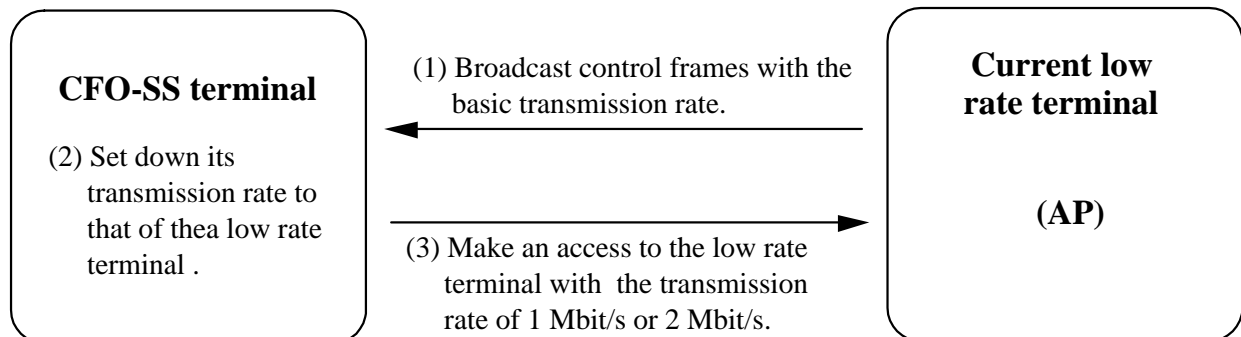 CFO-SS terminal
(2) Set down its
transmission rate to
that of thea low rate
terminal .
(1) Broadcast control frames with the
basic transmission rate.
(3) Make an access to the low rate
terminal with the transmission
rate of 1 Mbit/s or 2 Mbit/s.
Current low
rate terminal
(AP)